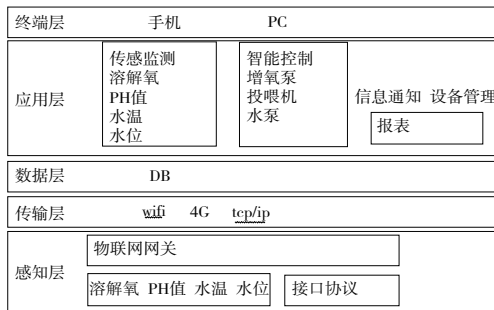 终端层 手机 PC
应用层
传感监测
溶解氧
PH值
水温
水位
智能控制
增氧泵
投喂机
水泵
信息通知 设备管理
报表
数据层 DB
传输层 wifi 4G tcp/ip
感知层
物联网网关
溶解氧 PH值 水温 水位
接口协议